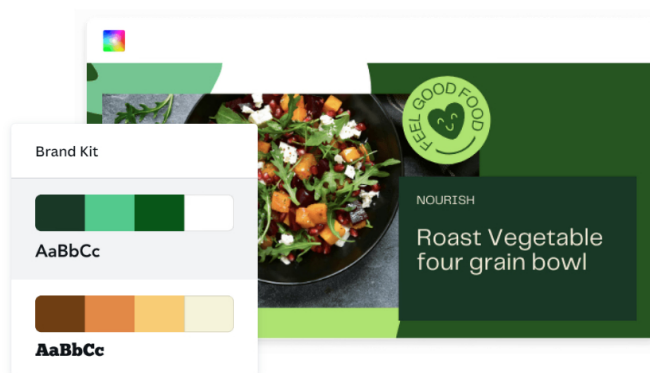 FEEL GOOD FOOD
Brand Kit
NOURISH
AaBbCc
Roast Vegetable
four grain bowl
AaBbCc